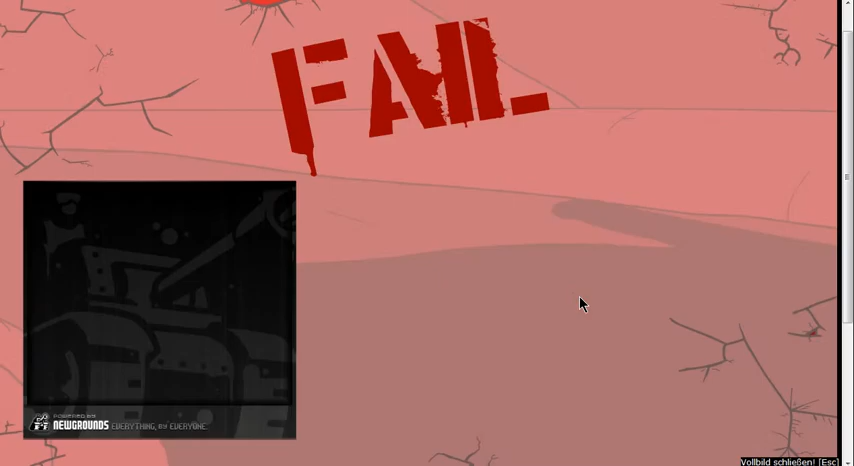 FAIL
POWERED BY
NEWGROUNDS EVERYTHING, BY EVERYONE.
Vollbild schließen! [Esc]